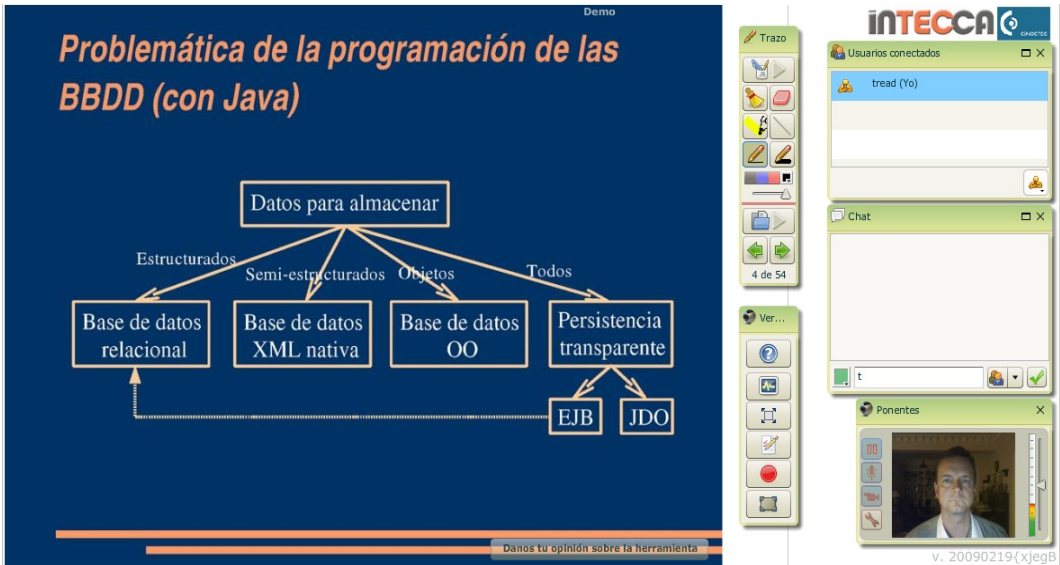 Demo
Problemática de la programación de las
BBDD (con Java)
Datos para almacenar
Estructurados
Semi-estructurados
Objetos
Todos
Base de datos
relacional
Base de datos
XML nativa
Base de datos
OO
Persistencia
transparente
EJB
JDO
Danos tu opinión sobre la herramienta
Trazo
4 de 54
Ver...
INTECCA
CINDETEC
Usuarios conectados
tread (Yo)
Chat
t
Ponentes
v. 20090219{xjegB